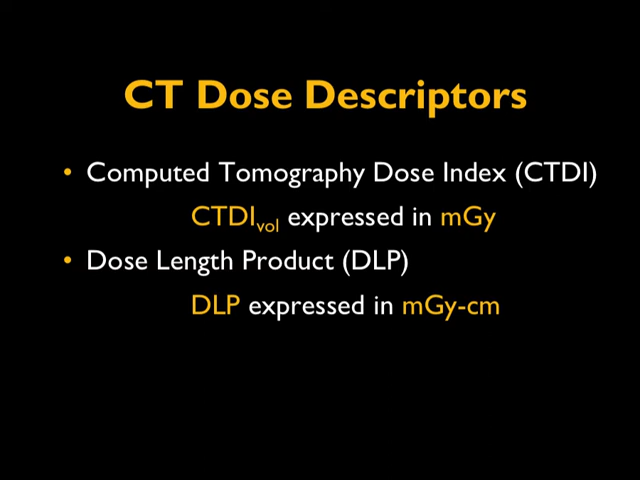 CT Dose Descriptors
• Computed Tomography Dose Index (CTDI)
CTDIvol expressed in mGy
• Dose Length Product (DLP)
DLP expressed in mGy-cm